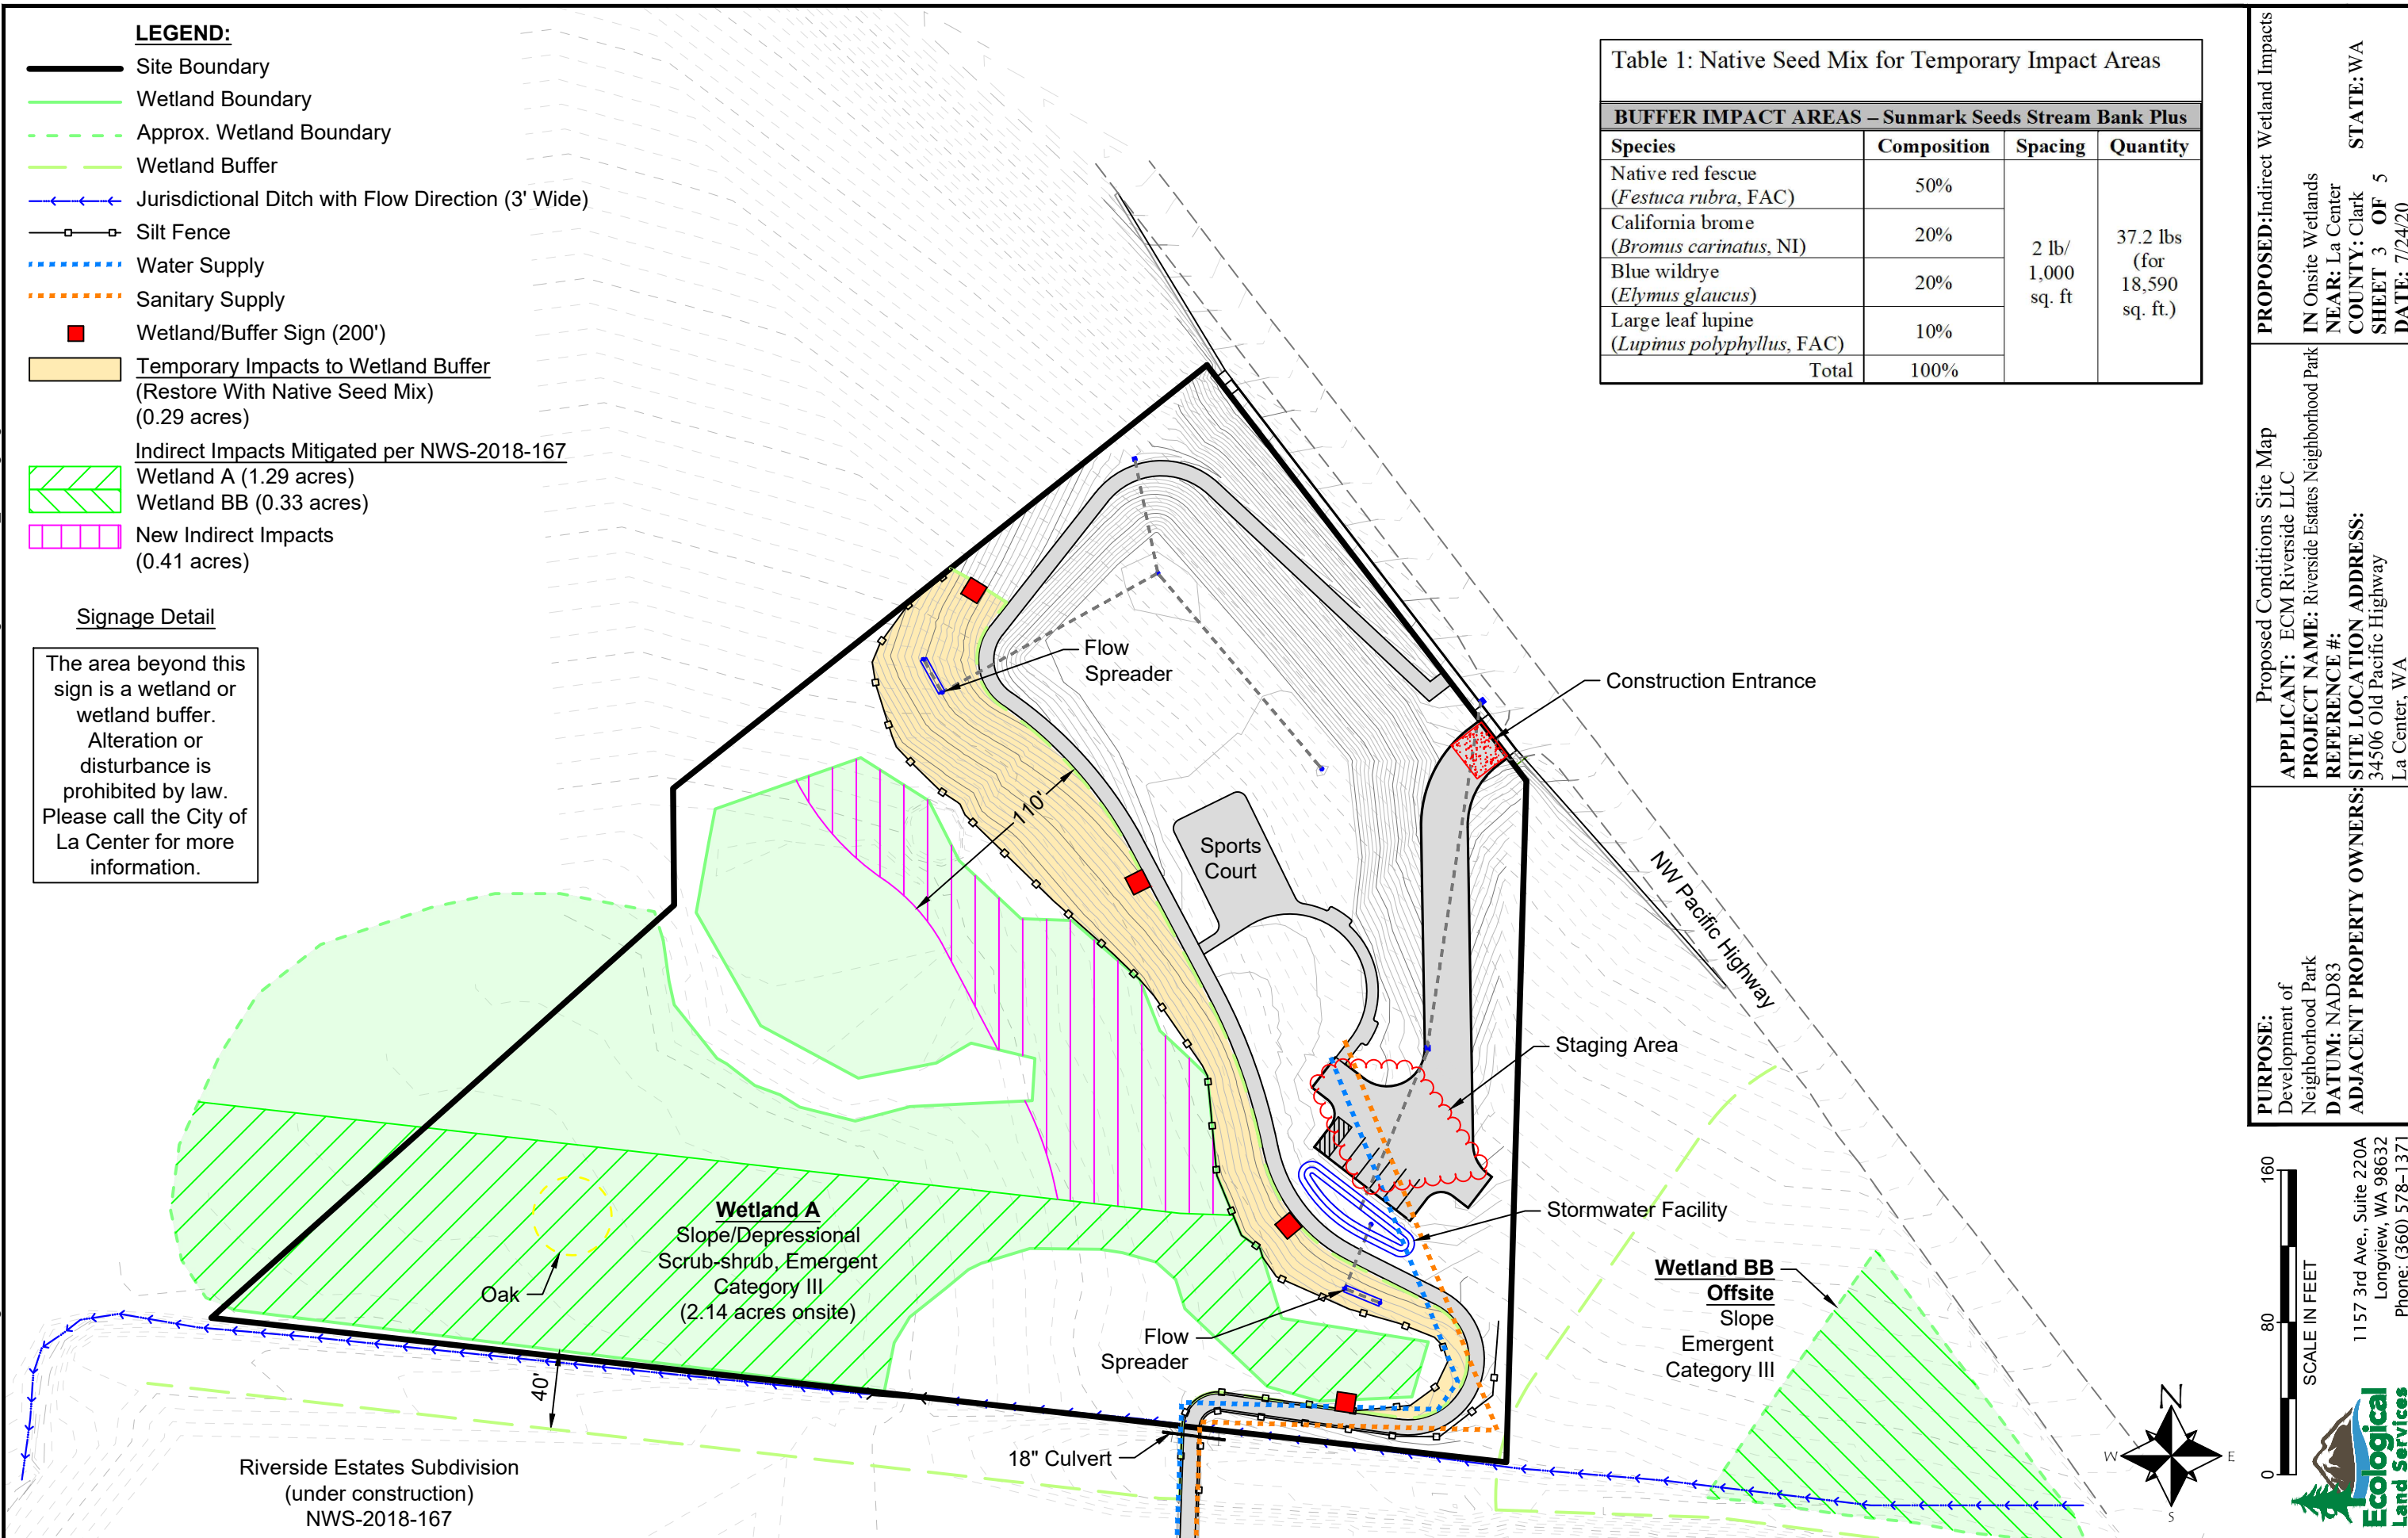 LEGEND:
Site Boundary
Wetland Boundary
Approx. Wetland Boundary
Wetland Buffer
Jurisdictional Ditch with Flow Direction (3' Wide)
Silt Fence
Water Supply
Sanitary Supply
Wetland/Buffer Sign (200')
Temporary Impacts to Wetland Buffer
(Restore With Native Seed Mix)
(0.29 acres)
Indirect Impacts Mitigated per NWS-2018-167
Wetland A (1.29 acres)
Wetland BB (0.33 acres)
New Indirect Impacts
(0.41 acres)
Signage Detail
The area beyond this
sign is a wetland or
wetland buffer.
Alteration or
disturbance is
prohibited by law.
Please call the City of
La Center for more
information.
Table 1: Native Seed Mix for Temporary Impact Areas
BUFFER IMPACT AREAS – Sunmark Seeds Stream Bank Plus
Species Composition Spacing Quantity
Native red fescue
(Festuca rubra, FAC) 50%
California brome
(Bromus carinatus, NI) 20%
Blue wildrye
(Elymus glaucus) 20%
Large leaf lupine
(Lupinus polyphyllus, FAC) 10%
Total 100%
2 lb/
1,000
sq. ft
37.2 lbs
(for
18,590
sq. ft.)
Flow
Spreader
Construction Entrance
110'
Sports
Court
NW Pacific Highway
Staging Area
Stormwater Facility
Wetland A
Slope/Depressional
Scrub-shrub, Emergent
Category III
(2.14 acres onsite)
Oak
Wetland BB
Offsite
Slope
Emergent
Category III
Flow
Spreader
40'
18" Culvert
Riverside Estates Subdivision
(under construction)
NWS-2018-167
N
W
E
S
PROPOSED:Indirect Wetland Impacts
IN Onsite Wetlands
NEAR: La Center
COUNTY: Clark STATE: WA
SHEET 3 OF 5
DATE: 7/24/20
Proposed Conditions Site Map
APPLICANT: ECM Riverside LLC
PROJECT NAME: Riverside Estates Neighborhood Park
REFERENCE #:
SITE LOCATION ADDRESS:
34506 Old Pacific Highway
La Center, WA
PURPOSE:
Development of
Neighborhood Park
DATUM: NAD83
ADJACENT PROPERTY OWNERS:
0 80 160
SCALE IN FEET
1157 3rd Ave., Suite 220A
Longview, WA 98632
Phone: (360) 578-1371
Ecological
Land Services